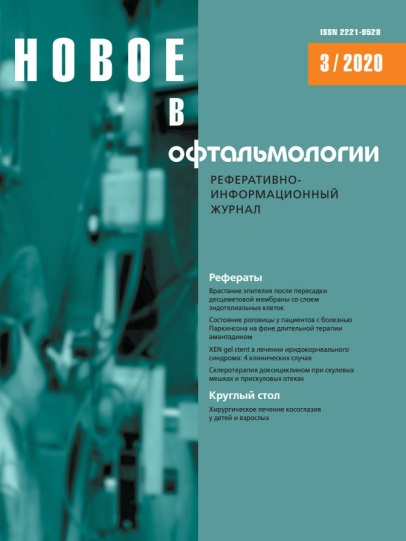 ISSN 2221-9528
3 / 2020
НОВОЕ
В
ОФТАЛЬМОЛОГИИ
РЕФЕРАТИВНО-
ИНФОРМАЦИОННЫЙ
ЖУРНАЛ
Рефераты
Врастание эпителия после пересадки
десцеметовой мембраны со слоем
эндотелиальных клеток
Состояние роговицы у пациентов с болезнью
Паркинсона на фоне длительной терапии
амантадином
XEN gel stent в лечении иридокорнеального
синдрома: 4 клинических случая
Склеротерапия доксициклином при скуловых
мешках и прискуловых отеках
Круглый стол
Хирургическое лечение косоглазия
у детей и взрослых